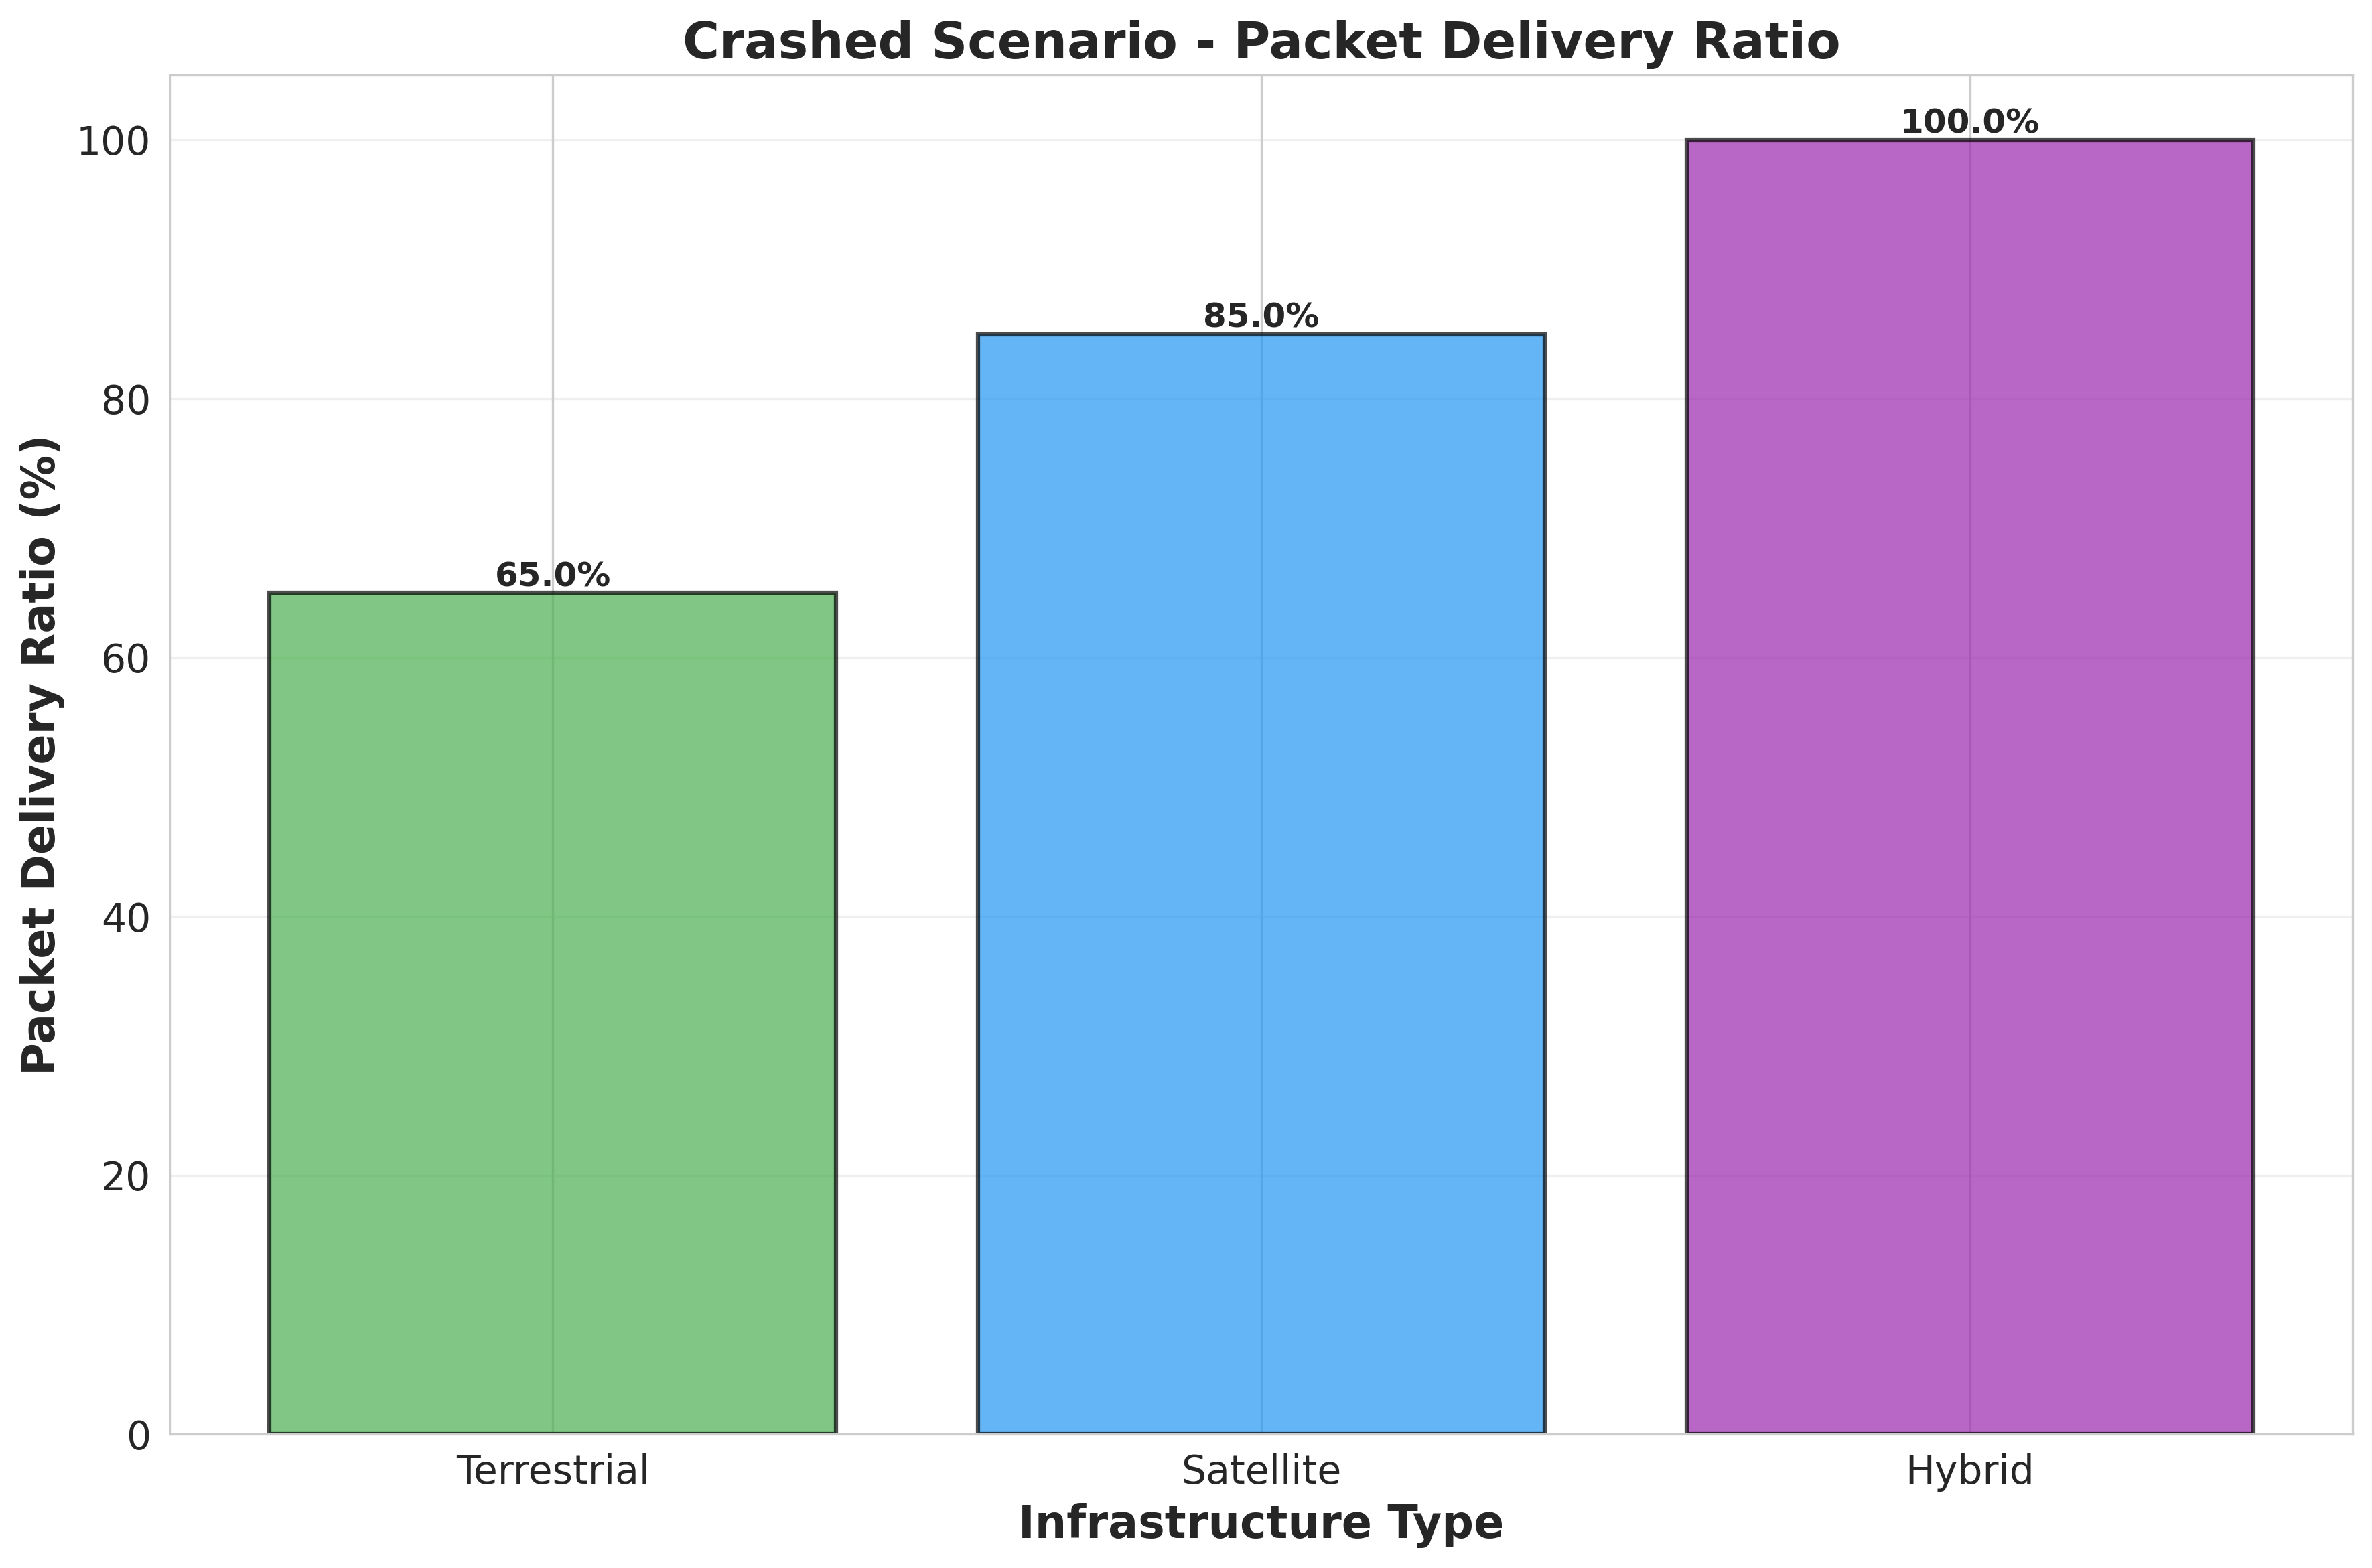 Crashed Scenario - Packet Delivery Ratio
Packet Delivery Ratio (%)
100
80
60
40
20
0
65.0%
85.0%
100.0%
Terrestrial
Satellite
Hybrid
Infrastructure Type